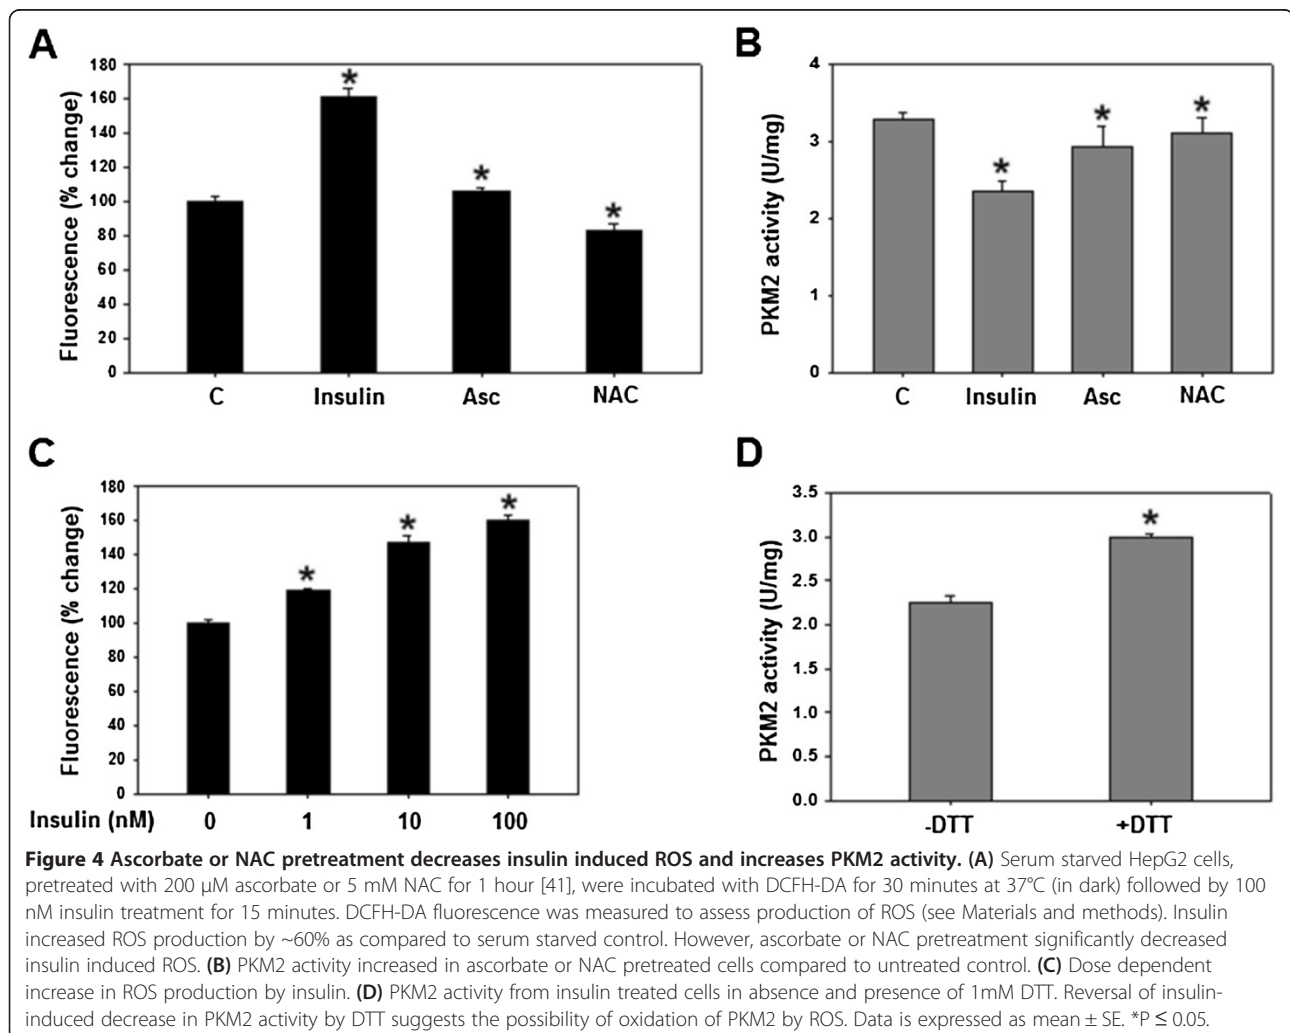 A
180
160
140
120
100
80
60
40
20
0
Fluorescence (% change)
*
*
*
C Insulin Asc NAC
B
4
3
2
1
0
PKM2 activity (U/mg)
*
*
*
C Insulin Asc NAC
C
180
160
140
120
100
80
60
40
20
0
Fluorescence (% change)
*
*
*
Insulin (nM) 0 1 10 100
D
3.5
3.0
2.5
2.0
1.5
1.0
0.5
0.0
PKM2 activity (U/mg)
*
-DTT +DTT
Figure 4 Ascorbate or NAC pretreatment decreases insulin induced ROS and increases PKM2 activity. (A) Serum starved HepG2 cells,
pretreated with 200 μM ascorbate or 5 mM NAC for 1 hour [41], were incubated with DCFH-DA for 30 minutes at 37°C (in dark) followed by 100
nM insulin treatment for 15 minutes. DCFH-DA fluorescence was measured to assess production of ROS (see Materials and methods). Insulin
increased ROS production by ~60% as compared to serum starved control. However, ascorbate or NAC pretreatment significantly decreased
insulin induced ROS. (B) PKM2 activity increased in ascorbate or NAC pretreated cells compared to untreated control. (C) Dose dependent
increase in ROS production by insulin. (D) PKM2 activity from insulin treated cells in absence and presence of 1mM DTT. Reversal of insulin-
induced decrease in PKM2 activity by DTT suggests the possibility of oxidation of PKM2 by ROS. Data is expressed as mean ± SE. *P ≤ 0.05.